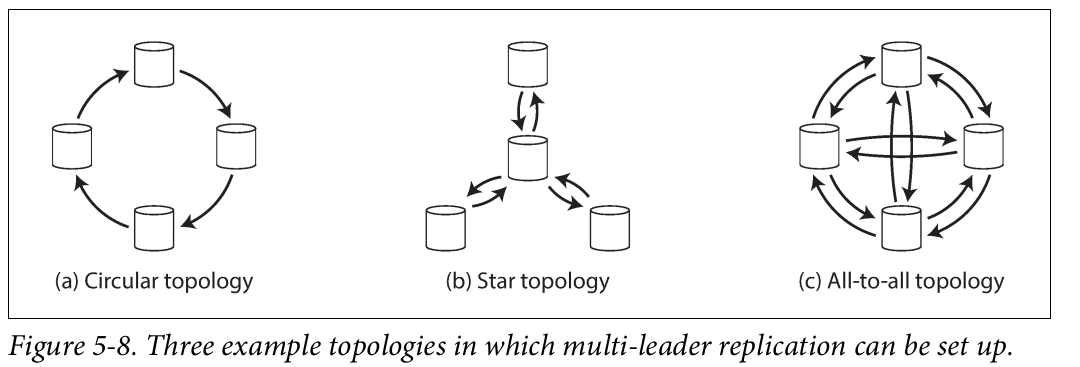 (a) Circular topology
(b) Star topology
(c) All-to-all topology
Figure 5-8. Three example topologies in which multi-leader replication can be set up.